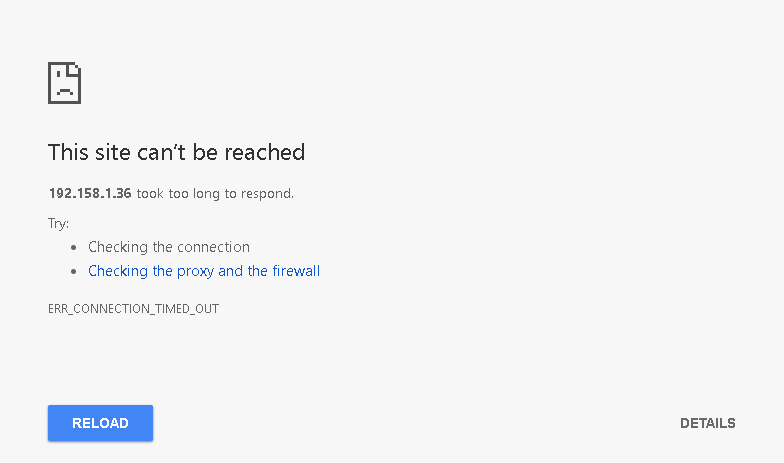 This site can’t be reached
192.158.1.36 took too long to respond.
Try:
• Checking the connection
• Checking the proxy and the firewall
ERR_CONNECTION_TIMED_OUT
RELOAD
DETAILS